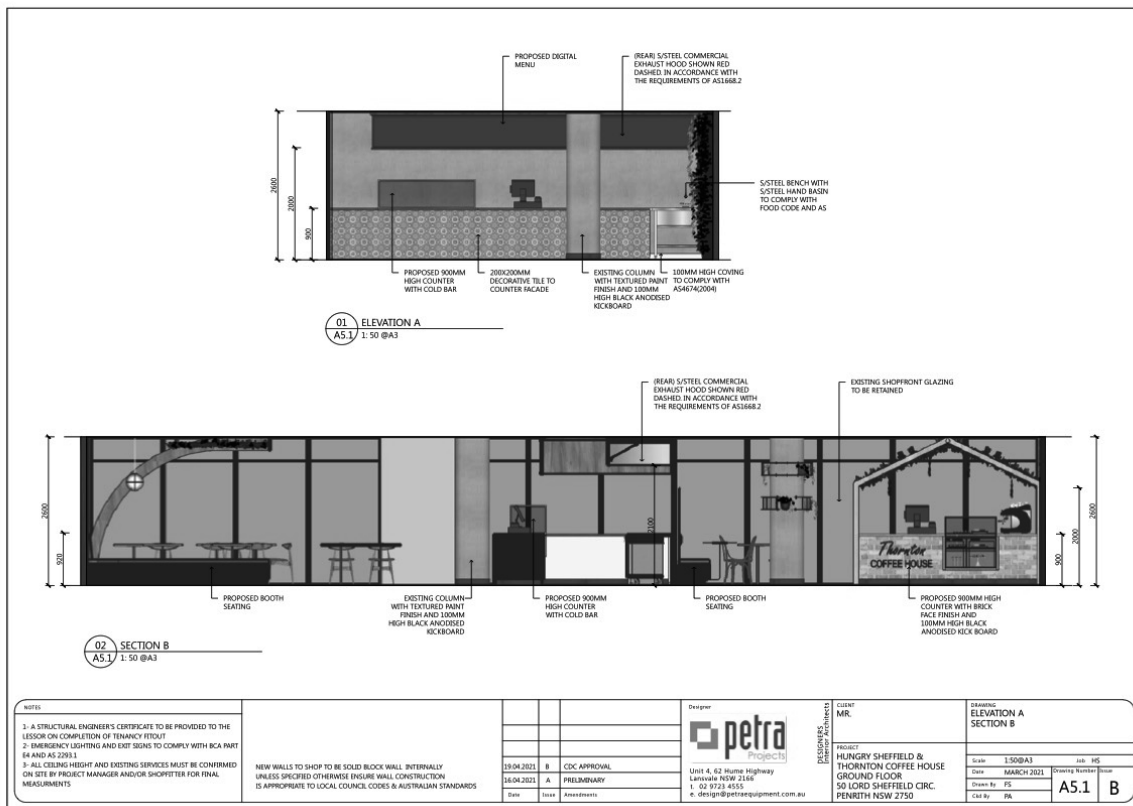 PROPOSED DIGITAL
MENU
(REAR) S/STEEL COMMERCIAL
EXHAUST HOOD SHOWN RED
DASHED. IN ACCORDANCE WITH
THE REQUIREMENTS OF AS1668.2
2600
2000
900
S/STEEL BENCH WITH
S/STEEL HAND BASIN
TO COMPLY WITH
FOOD CODE AND AS
PROPOSED 900MM
HIGH COUNTER
WITH COLD BAR
200X200MM
DECORATIVE TILE TO
COUNTER FACADE
EXISTING COLUMN
WITH TEXTURED PAINT
FINISH AND 100MM
HIGH BLACK ANODISED
KICKBOARD
100MM HIGH COVING
TO COMPLY WITH
AS4674(2004)
01 ELEVATION A
A5.1 1: 50 @A3
(REAR) S/STEEL COMMERCIAL
EXHAUST HOOD SHOWN RED
DASHED. IN ACCORDANCE WITH
THE REQUIREMENTS OF AS1668.2
EXISTING SHOPFRONT GLAZING
TO BE RETAINED
2600
920
2100
Thornton
COFFEE HOUSE
900
2000
2600
PROPOSED BOOTH
SEATING
EXISTING COLUMN
WITH TEXTURED PAINT
FINISH AND 100MM
HIGH BLACK ANODISED
KICKBOARD
PROPOSED 900MM
HIGH COUNTER
WITH COLD BAR
PROPOSED BOOTH
SEATING
PROPOSED 900MM HIGH
COUNTER WITH BRICK
FACE FINISH AND
100MM HIGH BLACK
ANODISED KICK BOARD
02 SECTION B
A5.1 1: 50 @A3
NOTES
1- A STRUCTURAL ENGINEER'S CERTIFICATE TO BE PROVIDED TO THE
LESSOR ON COMPLETION OF TENANCY FITOUT
2- EMERGENCY LIGHTING AND EXIT SIGNS TO COMPLY WITH BCA PART
E4 AND AS 2293.1
3- ALL CEILING HEIGHT AND EXISTING SERVICES MUST BE CONFIRMED
ON SITE BY PROJECT MANAGER AND/OR SHOPFITTER FOR FINAL
MEASURMENTS
NEW WALLS TO SHOP TO BE SOLID BLOCK WALL INTERNALLY
UNLESS SPECIFIED OTHERWISE ENSURE WALL CONSTRUCTION
IS APPROPRIATE TO LOCAL COUNCIL CODES & AUSTRALIAN STANDARDS
19.04.2021 B CDC APPROVAL
16.04.2021 A PRELIMINARY
Date Issue Amendments
Designer
petra
Projects
Unit 4, 62 Hume Highway
Lansvale NSW 2166
t. 02 9723 4555
e. design@petraequipment.com.au
DESIGNERS
Interior Architects
CLIENT
MR.
PROJECT
HUNGRY SHEFFIELD &
THORNTON COFFEE HOUSE
GROUND FLOOR
50 LORD SHEFFIELD CIRC.
PENRITH NSW 2750
DRAWING
ELEVATION A
SECTION B
Scale 1:50@A3 Job HS
Date MARCH 2021 Drawing Number Issue
Drawn By FS A5.1 B
Ckd By PA